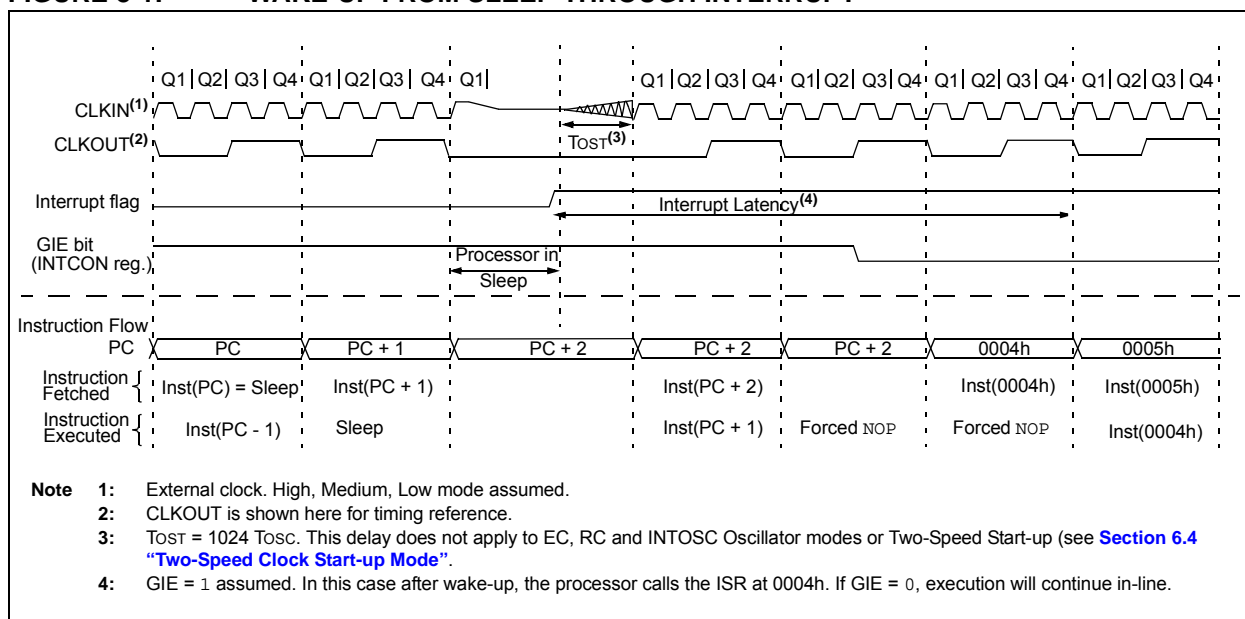 FIGURE 9-1: WAKE-UP FROM SLEEP THROUGH INTERRUPT
Q1 Q2 Q3 Q4 Q1 Q2 Q3 Q4 Q1 Q1 Q2 Q3 Q4 Q1 Q2 Q3 Q4 Q1 Q2 Q3 Q4 Q1 Q2 Q3 Q4
CLKIN(1)
CLKOUT(2)
TOST(3)
Interrupt flag
Interrupt Latency(4)
GIE bit
(INTCON reg.)
Processor in
Sleep
Instruction Flow
PC PC PC + 1 PC + 2 PC + 2 PC + 2 0004h 0005h
Instruction
Fetched
Inst(PC) = Sleep Inst(PC + 1) Inst(PC + 2) Inst(0004h) Inst(0005h)
Instruction
Executed
Inst(PC - 1) Sleep Inst(PC + 1) Forced NOP Forced NOP Inst(0004h)
Note 1: External clock. High, Medium, Low mode assumed.
2: CLKOUT is shown here for timing reference.
3: TOST = 1024 TOSC. This delay does not apply to EC, RC and INTOSC Oscillator modes or Two-Speed Start-up (see Section 6.4
“Two-Speed Clock Start-up Mode”.
4: GIE = 1 assumed. In this case after wake-up, the processor calls the ISR at 0004h. If GIE = 0, execution will continue in-line.